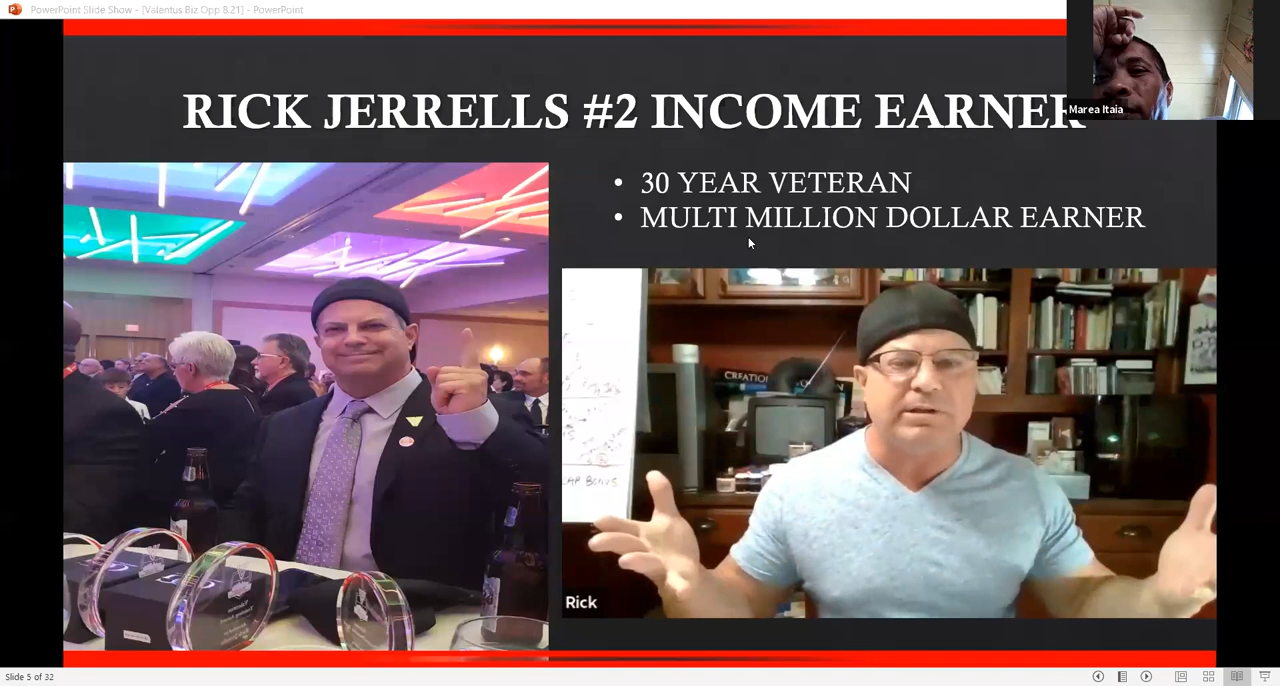 PowerPoint Slide Show - [Valentus Biz Opp 8.21] - PowerPoint
Marea Itaia
RICK JERRELLS #2 INCOME EARNER
• 30 YEAR VETERAN
• MULTI MILLION DOLLAR EARNER
CREATION
BONUS
Rick
Slide 5 of 32